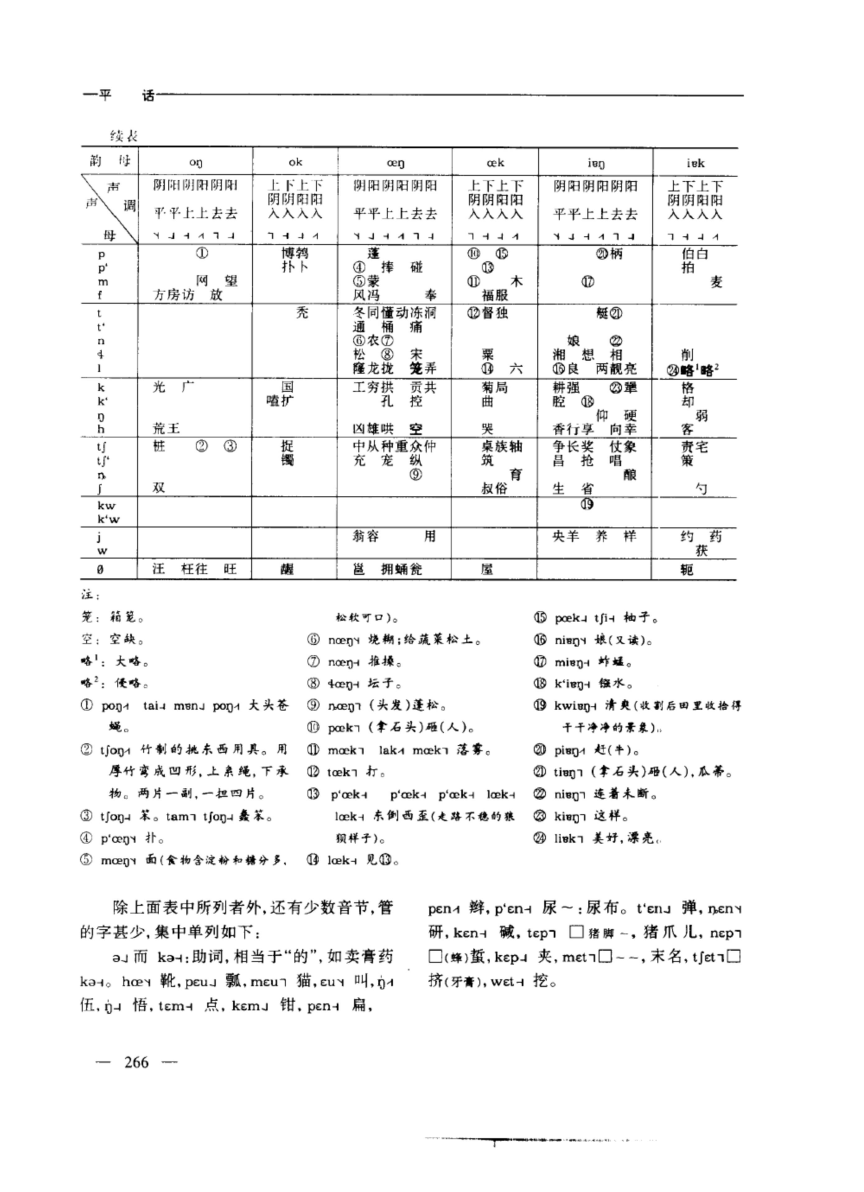 平 话
续表
韵 母 oŋ ok œŋ œk iɐŋ iɐk
声 阴阳阴阳阴阳 上下上下 阴阳阴阳阴阳 上下上下 阴阳阴阳阴阳 上下上下
声 调 阴阴阳阳 阴阴阳阳 阴阴阳阳
平平上上去去 入入入入 平平上上去去 入入入入 平平上上去去 入入入入
母
p ① 博鹁 蓬 ⑩ ⑮ ⑳柄 伯白
p' 扑卜 ④ 捧 碰 ⑬ 拍
m 网 望 ⑤蒙 ⑪ 木 ⑰ 麦
f 方房访 放 风冯 奉 福服
t 秃 冬同懂动冻洞 ⑫督独 艇㉑
t' 通 桶 痛
n ⑥农⑦ 娘 ㉒
ɬ 松 ⑧ 宋 粟 湘 想 相 削
l 窿龙拢 笼弄 ⑭ 六 ⑯良 两靓亮 ㉔略¹略²
k 光 广 国 工穷拱 贡共 菊局 耕强 ㉓犟 格
k' 嗑扩 孔 控 曲 腔 ⑱ 却
ŋ 仰 硬 弱
h 荒王 凶雄哄 空 哭 香行享 向幸 客
tʃ 桩 ② ③ 捉 中从种重众仲 桌族轴 争长奖 仗象 责宅
tʃ' 镯 充 宠 纵 筑 昌 抢 唱 策
ȵ ⑨ 育 酿
ʃ 双 叔俗 生 省 勺
kw ⑲
k'w
j 翁容 用 央羊 养 样 约 药
w 获
ø 汪 枉往 旺 龌 邕 拥蛹瓮 屋 轭
注:
笼:箱笼。
空:空缺。
略¹:大略。
略²:侵略。
① poŋ˧˥ tai˨ mɐn˩ poŋ˧˥ 大头苍
蝇。
② tʃoŋ˧˥ 竹制的挑东西用具。用
厚竹弯成凹形,上系绳,下承
物。两片一副,一担四片。
③ tʃoŋ˨ 笨。tam˥ tʃoŋ˨ 蠢笨。
④ p'œŋ˥˧ 扑。
⑤ mœŋ˥˧ 面(食物含淀粉和糖分多,
松软可口)。
⑥ nœŋ˥˧ 烧糊;给蔬菜松土。
⑦ nœŋ˧ 推搡。
⑧ ɬœŋ˧ 坛子。
⑨ ȵœŋ˥ (头发)蓬松。
⑩ pœk˥ (拿石头)砸(人)。
⑪ mœk˥ lak˧˥ mœk˥ 落雾。
⑫ tœk˥ 打。
⑬ p'œk˧ p'œk˧ p'œk˧ lœk˧
lœk˧ 东倒西歪(走路不稳的狼
狈样子)。
⑭ lœk˧ 见⑬。
⑮ pœk˩ tʃi˧ 柚子。
⑯ niɐŋ˥˧ 娘(又读)。
⑰ miɐŋ˧ 蚱蜢。
⑱ k'iɐŋ˧ 镪水。
⑲ kwiɐŋ˧ 清爽(收割后田里收拾得
干干净净的景象)。
⑳ piɐŋ˧˥ 赶(牛)。
㉑ tiɐŋ˥ (拿石头)砸(人),瓜蒂。
㉒ niɐŋ˥ 连着未断。
㉓ kiɐŋ˥ 这样。
㉔ liɐk˥ 美好,漂亮。
除上面表中所列者外,还有少数音节,管
的字甚少,集中单列如下:
ə˩ 而 kə˧:助词,相当于“的”,如卖膏药
kə˧。hœ˥˧ 靴,pɛu˩ 瓢,mɛu˥ 猫,ɛu˥˧ 叫,ŋ̍˧˥
伍,ŋ̍˨ 悟,tɛm˧ 点,kɛm˩ 钳,pɛn˧ 扁,
pɛn˧˥ 辫,p'ɛn˧ 尿~:尿布。t'ɛn˩ 弹,ȵɛn˥˧
研,kɛn˧ 碱,tɛp˥ □猪脚~,猪爪儿,nɛp˥
□(蜂)蜇,kɛp˩ 夹,mɛt˥□~~,末名,tʃɛt˥□
挤(牙膏),wɛt˧ 挖。
— 266 —